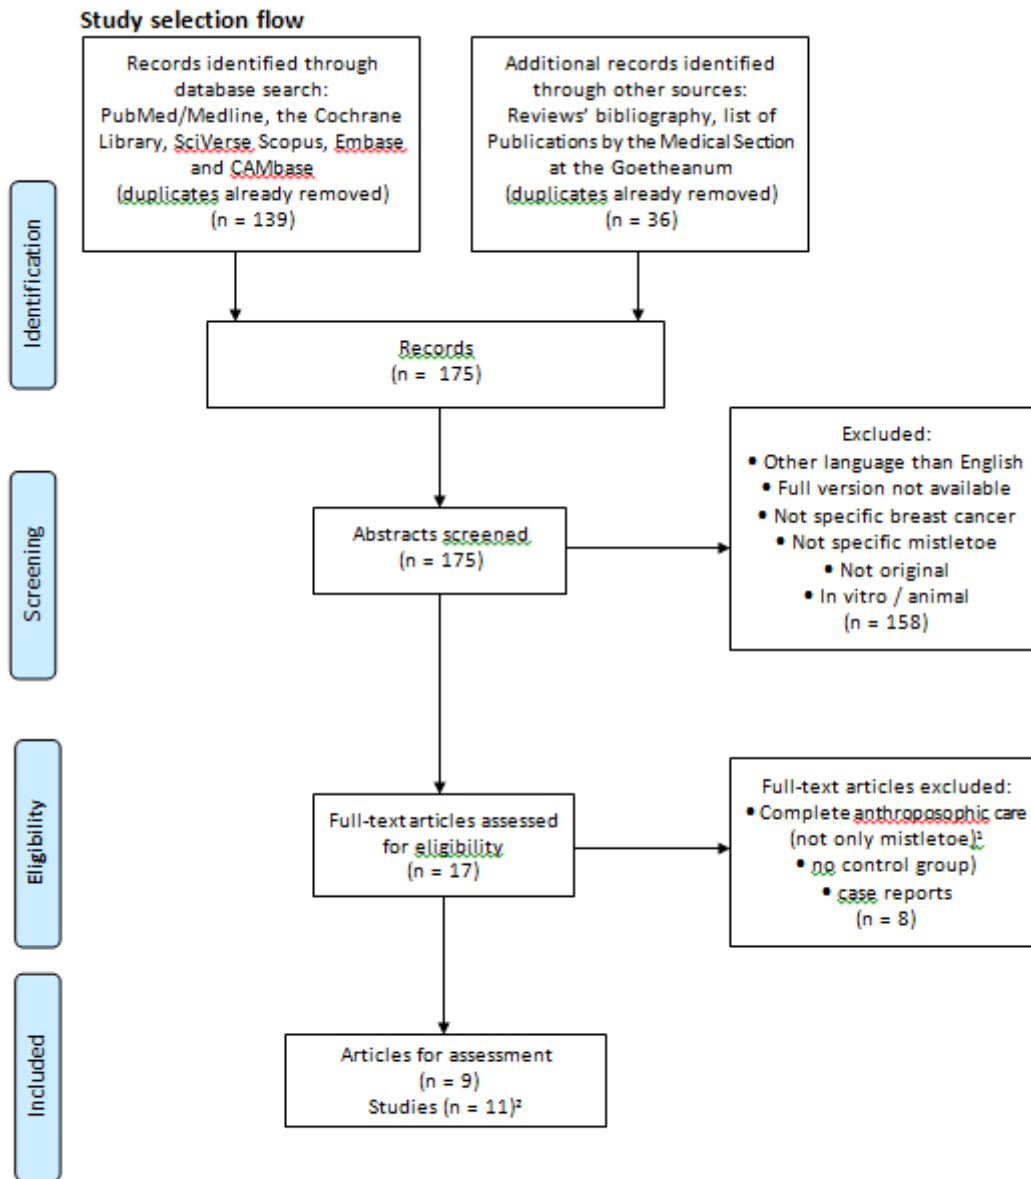 Study selection flow
Records identified through
database search:
PubMed/Medline, the Cochrane
Library, SciVerse Scopus, Embase
and CAMbase
(duplicates already removed)
(n = 139)
Additional records identified
through other sources:
Reviews' bibliography, list of
Publications by the Medical Section
at the Goetheanum
(duplicates already removed)
(n = 36)
Identification
Records
(n = 175)
Screening
Abstracts screened
(n = 175)
Excluded:
• Other language than English
• Full version not available
• Not specific breast cancer
• Not specific mistletoe
• Not original
• In vitro / animal
(n = 158)
Eligibility
Full-text articles assessed
for eligibility
(n = 17)
Full-text articles excluded:
• Complete anthroposophic care
(not only mistletoe)¹
• no control group)
• case reports
(n = 8)
Included
Articles for assessment
(n = 9)
Studies (n = 11)²